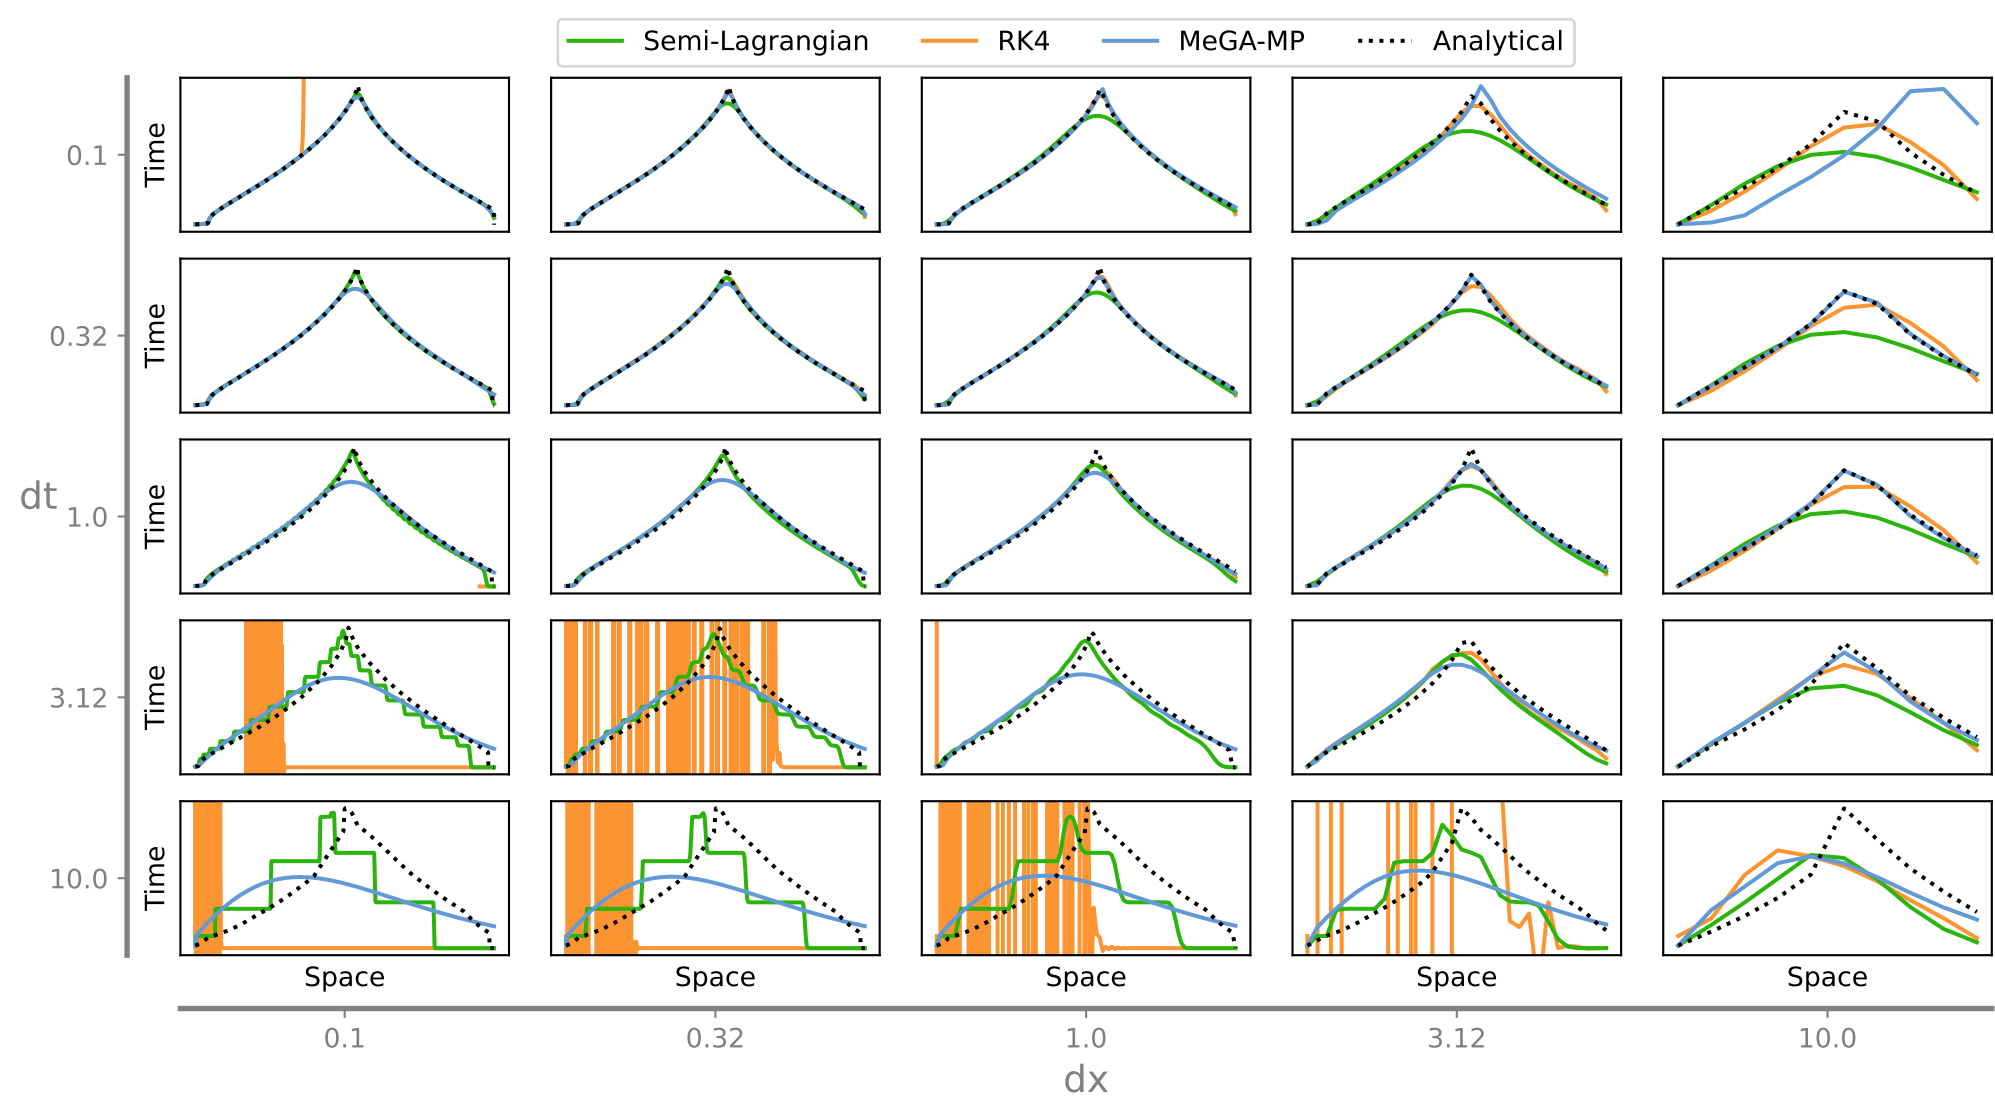 Semi-Lagrangian RK4 MeGA-MP Analytical
0.1 Time
0.32 Time
dt 1.0 Time
3.12 Time
10.0 Time
Space Space Space Space Space
0.1 0.32 1.0 3.12 10.0
dx